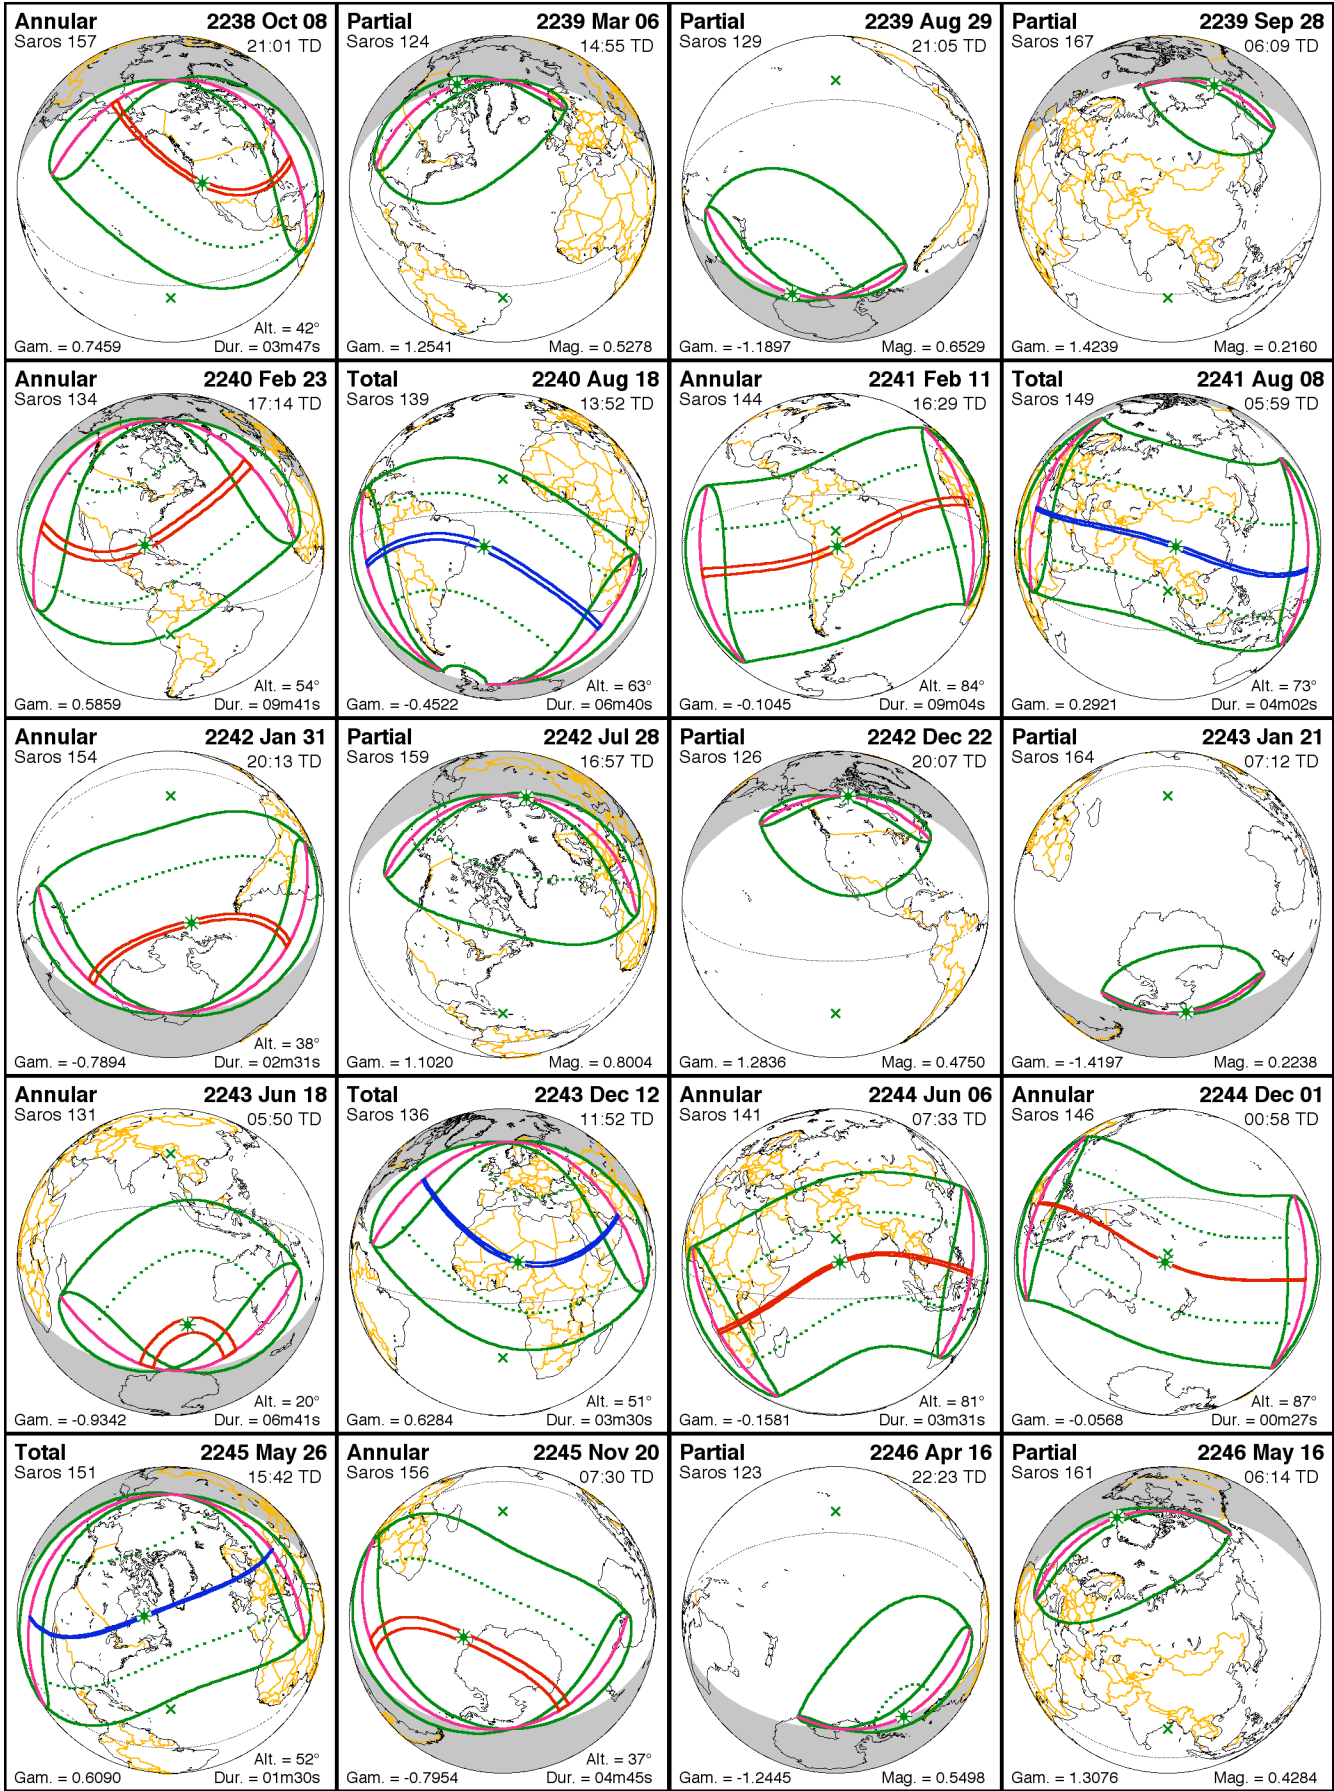 Annular 2238 Oct 08
Saros 157 21:01 TD
Alt. = 42°
Gam. = 0.7459 Dur. = 03m47s
Partial 2239 Mar 06
Saros 124 14:55 TD
Gam. = 1.2541 Mag. = 0.5278
Partial 2239 Aug 29
Saros 129 21:05 TD
Gam. = -1.1897 Mag. = 0.6529
Partial 2239 Sep 28
Saros 167 06:09 TD
Gam. = 1.4239 Mag. = 0.2160
Annular 2240 Feb 23
Saros 134 17:14 TD
Alt. = 54°
Gam. = 0.5859 Dur. = 09m41s
Total 2240 Aug 18
Saros 139 13:52 TD
Alt. = 63°
Gam. = -0.4522 Dur. = 06m40s
Annular 2241 Feb 11
Saros 144 16:29 TD
Alt. = 84°
Gam. = -0.1045 Dur. = 09m04s
Total 2241 Aug 08
Saros 149 05:59 TD
Alt. = 73°
Gam. = 0.2921 Dur. = 04m02s
Annular 2242 Jan 31
Saros 154 20:13 TD
Alt. = 38°
Gam. = -0.7894 Dur. = 02m31s
Partial 2242 Jul 28
Saros 159 16:57 TD
Gam. = 1.1020 Mag. = 0.8004
Partial 2242 Dec 22
Saros 126 20:07 TD
Gam. = 1.2836 Mag. = 0.4750
Partial 2243 Jan 21
Saros 164 07:12 TD
Gam. = -1.4197 Mag. = 0.2238
Annular 2243 Jun 18
Saros 131 05:50 TD
Alt. = 20°
Gam. = -0.9342 Dur. = 06m41s
Total 2243 Dec 12
Saros 136 11:52 TD
Alt. = 51°
Gam. = 0.6284 Dur. = 03m30s
Annular 2244 Jun 06
Saros 141 07:33 TD
Alt. = 81°
Gam. = -0.1581 Dur. = 03m31s
Annular 2244 Dec 01
Saros 146 00:58 TD
Alt. = 87°
Gam. = -0.0568 Dur. = 00m27s
Total 2245 May 26
Saros 151 15:42 TD
Alt. = 52°
Gam. = 0.6090 Dur. = 01m30s
Annular 2245 Nov 20
Saros 156 07:30 TD
Alt. = 37°
Gam. = -0.7954 Dur. = 04m45s
Partial 2246 Apr 16
Saros 123 22:23 TD
Gam. = -1.2445 Mag. = 0.5498
Partial 2246 May 16
Saros 161 06:14 TD
Gam. = 1.3076 Mag. = 0.4284